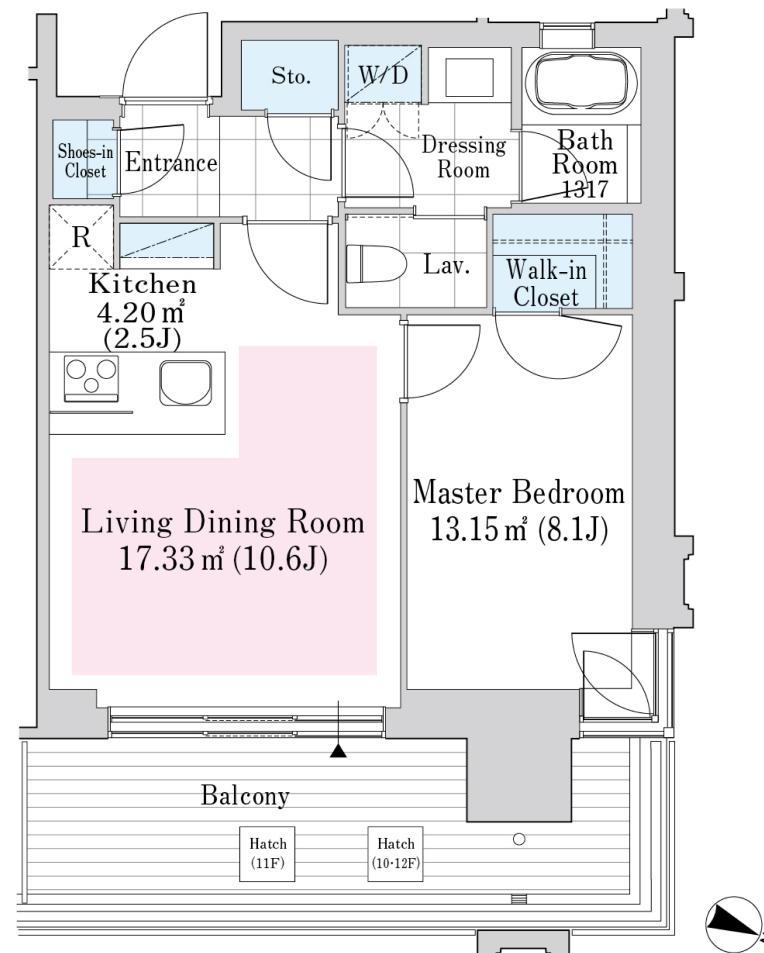 Sto.
W/D
Shoes-in
Closet
Entrance
Dressing
Room
Bath
Room
1317
R
Lav.
Walk-in
Closet
Kitchen
4.20㎡
(2.5J)
Living Dining Room
17.33㎡(10.6J)
Master Bedroom
13.15㎡(8.1J)
Balcony
Hatch
(11F)
Hatch
(10·12F)